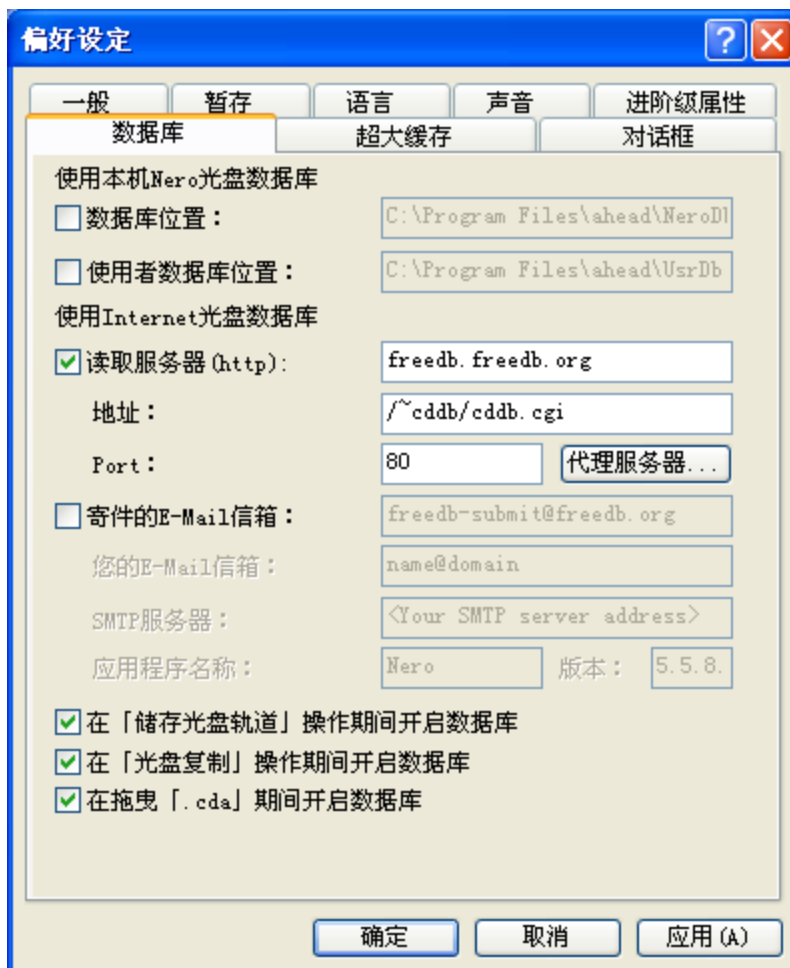 偏好设定
一般 暂存 语言 声音 进阶级属性
数据库 超大缓存 对话框
使用本机Nero光盘数据库
数据库位置： C:\Program Files\ahead\NeroD
使用者数据库位置： C:\Program Files\ahead\UsrDb
使用Internet光盘数据库
读取服务器(http): freedb.freedb.org
地址： /~cddb/cddb.cgi
Port： 80 代理服务器...
寄件的E-Mail信箱： freedb-submit@freedb.org
您的E-Mail信箱： name@domain
SMTP服务器： <Your SMTP server address>
应用程序名称： Nero 版本： 5.5.8.
在「储存光盘轨道」操作期间开启数据库
在「光盘复制」操作期间开启数据库
在拖曳「.cda」期间开启数据库
确定 取消 应用(A)